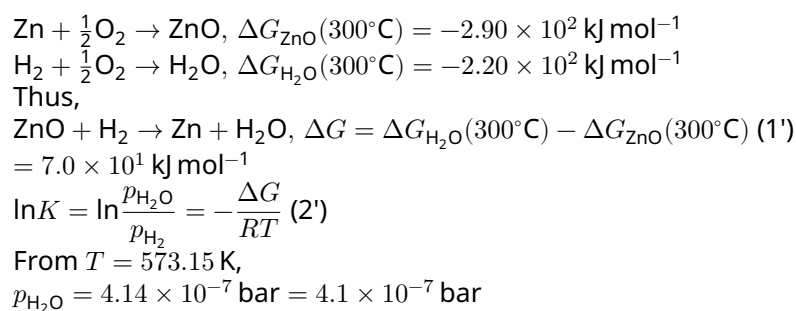 Zn + ½O₂ → ZnO, ΔG_ZnO(300°C) = −2.90 × 10² kJ mol⁻¹
H₂ + ½O₂ → H₂O, ΔG_H₂O(300°C) = −2.20 × 10² kJ mol⁻¹
Thus,
ZnO + H₂ → Zn + H₂O, ΔG = ΔG_H₂O(300°C) − ΔG_ZnO(300°C) (1')
= 7.0 × 10¹ kJ mol⁻¹
lnK = ln p_H₂O/p_H₂ = −ΔG/RT (2')
From T = 573.15 K,
p_H₂O = 4.14 × 10⁻⁷ bar = 4.1 × 10⁻⁷ bar